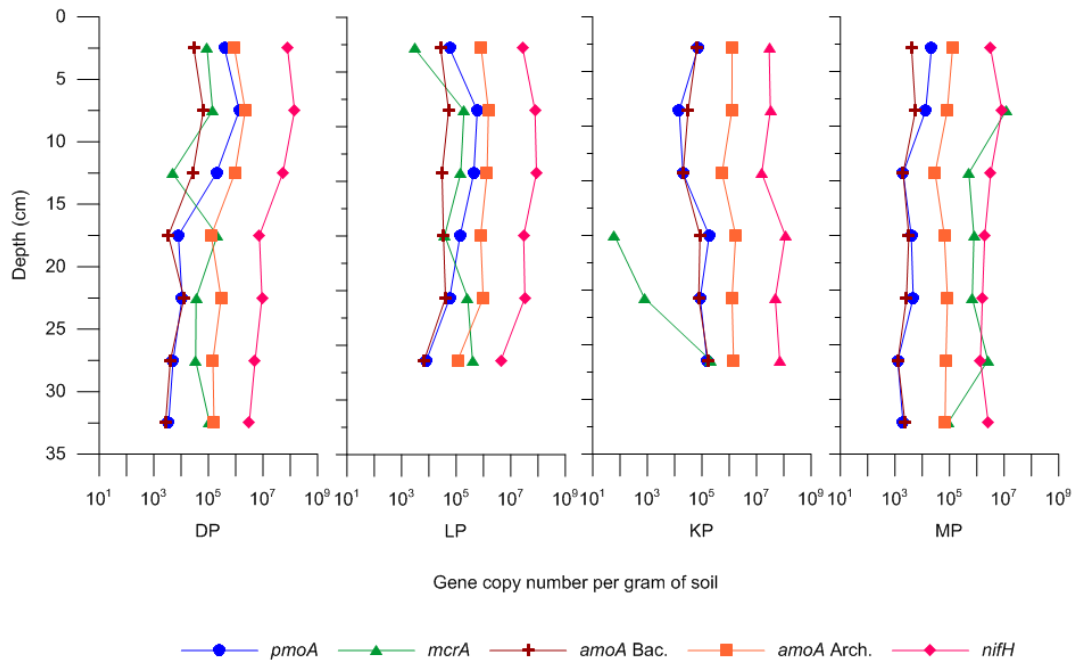 0
5
10
15
20
25
30
35
Depth (cm)
10¹ 10³ 10⁵ 10⁷ 10⁹ 10¹ 10³ 10⁵ 10⁷ 10⁹ 10¹ 10³ 10⁵ 10⁷ 10⁹ 10¹ 10³ 10⁵ 10⁷ 10⁹
DP LP KP MP
Gene copy number per gram of soil
pmoA mcrA amoA Bac. amoA Arch. nifH